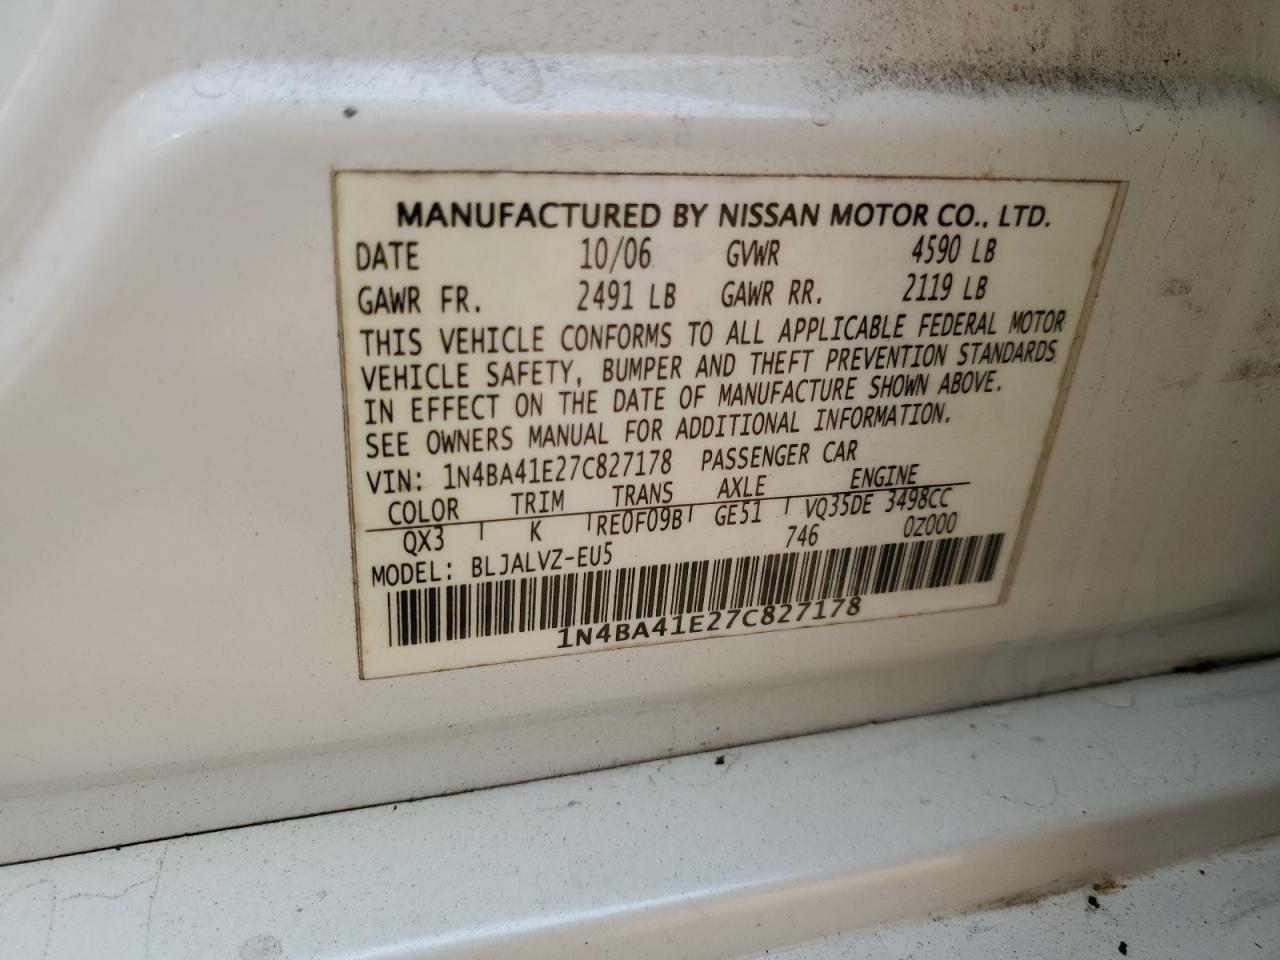 MANUFACTURED BY NISSAN MOTOR CO., LTD.
DATE 10/06 GVWR 4590 LB
GAWR FR. 2491 LB GAWR RR. 2119 LB
THIS VEHICLE CONFORMS TO ALL APPLICABLE FEDERAL MOTOR
VEHICLE SAFETY, BUMPER AND THEFT PREVENTION STANDARDS
IN EFFECT ON THE DATE OF MANUFACTURE SHOWN ABOVE.
SEE OWNERS MANUAL FOR ADDITIONAL INFORMATION.
VIN: 1N4BA41E27C827178 PASSENGER CAR
COLOR TRIM TRANS AXLE ENGINE
QX3 K RE0F09B GE51 VQ35DE 3498CC
746 0Z000
MODEL: BLJALVZ-EU5
1N4BA41E27C827178